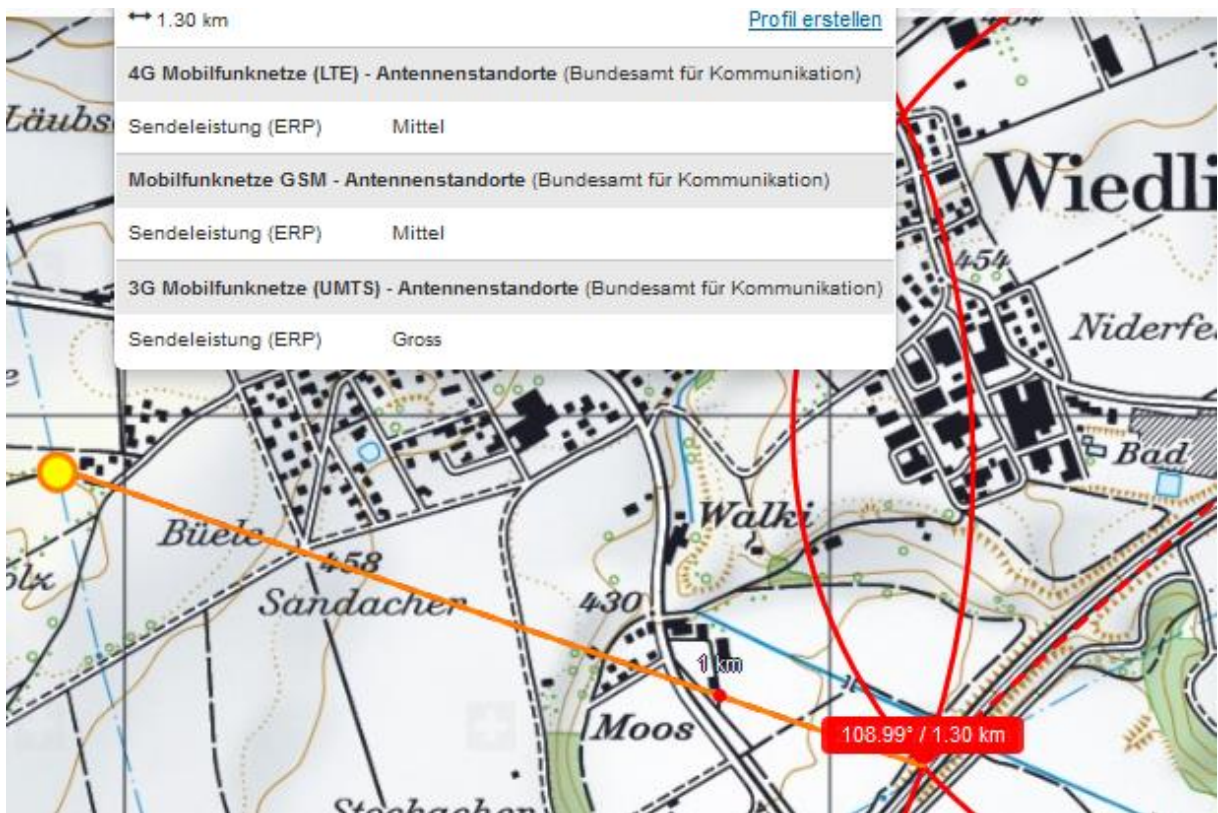 1.30 km Profil erstellen
4G Mobilfunknetze (LTE) - Antennenstandorte (Bundesamt für Kommunikation)
Sendeleistung (ERP) Mittel
Mobilfunknetze GSM - Antennenstandorte (Bundesamt für Kommunikation)
Sendeleistung (ERP) Mittel
3G Mobilfunknetze (UMTS) - Antennenstandorte (Bundesamt für Kommunikation)
Sendeleistung (ERP) Gross
Läubs
Wiedli
454
Niderfe
Bad
Büele
Walki
458
Sandacher
olx
430
1 km
Moos
108.99° / 1.30 km